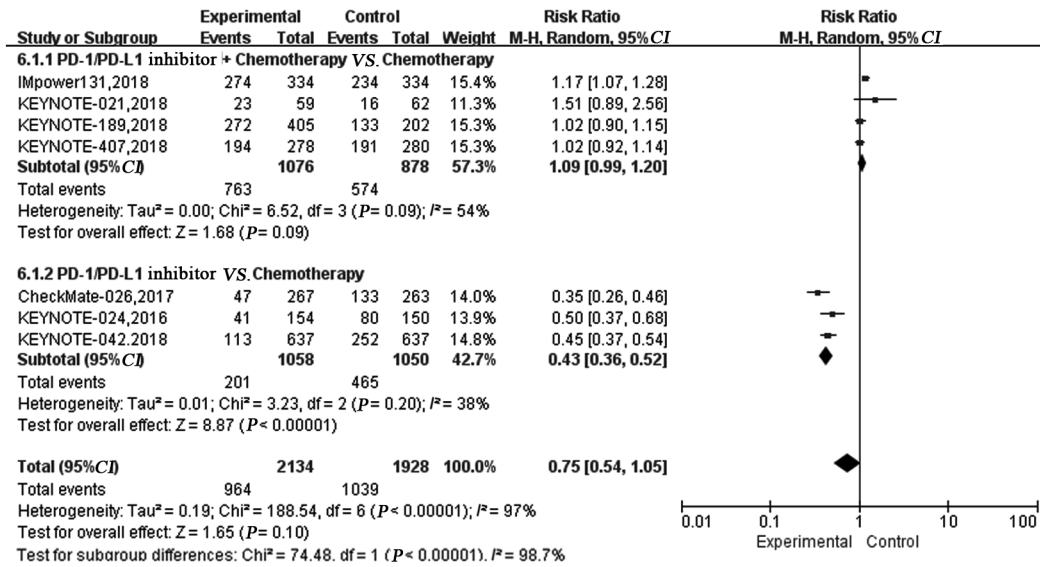 Experimental Control Risk Ratio Risk Ratio
Study or Subgroup Events Total Events Total Weight M-H, Random, 95%CI M-H, Random, 95%CI
6.1.1 PD-1/PD-L1 inhibitor + Chemotherapy VS. Chemotherapy
IMpower131,2018 274 334 234 334 15.4% 1.17 [1.07, 1.28]
KEYNOTE-021,2018 23 59 16 62 11.3% 1.51 [0.89, 2.56]
KEYNOTE-189,2018 272 405 133 202 15.3% 1.02 [0.90, 1.15]
KEYNOTE-407,2018 194 278 191 280 15.3% 1.02 [0.92, 1.14]
Subtotal (95%CI) 1076 878 57.3% 1.09 [0.99, 1.20]
Total events 763 574
Heterogeneity: Tau² = 0.00; Chi² = 6.52, df = 3 (P= 0.09); I²= 54%
Test for overall effect: Z = 1.68 (P= 0.09)
6.1.2 PD-1/PD-L1 inhibitor VS. Chemotherapy
CheckMate-026,2017 47 267 133 263 14.0% 0.35 [0.26, 0.46]
KEYNOTE-024,2016 41 154 80 150 13.9% 0.50 [0.37, 0.68]
KEYNOTE-042.2018 113 637 252 637 14.8% 0.45 [0.37, 0.54]
Subtotal (95%CI) 1058 1050 42.7% 0.43 [0.36, 0.52]
Total events 201 465
Heterogeneity: Tau² = 0.01; Chi² = 3.23, df = 2 (P= 0.20); I²= 38%
Test for overall effect: Z = 8.87 (P< 0.00001)
Total (95%CI) 2134 1928 100.0% 0.75 [0.54, 1.05]
Total events 964 1039
Heterogeneity: Tau² = 0.19; Chi² = 188.54, df = 6 (P< 0.00001); I²= 97%
Test for overall effect: Z = 1.65 (P= 0.10)
Test for subgroup differences: Chi² = 74.48, df = 1 (P< 0.00001), I²= 98.7%
0.01 0.1 1 10 100
Experimental Control